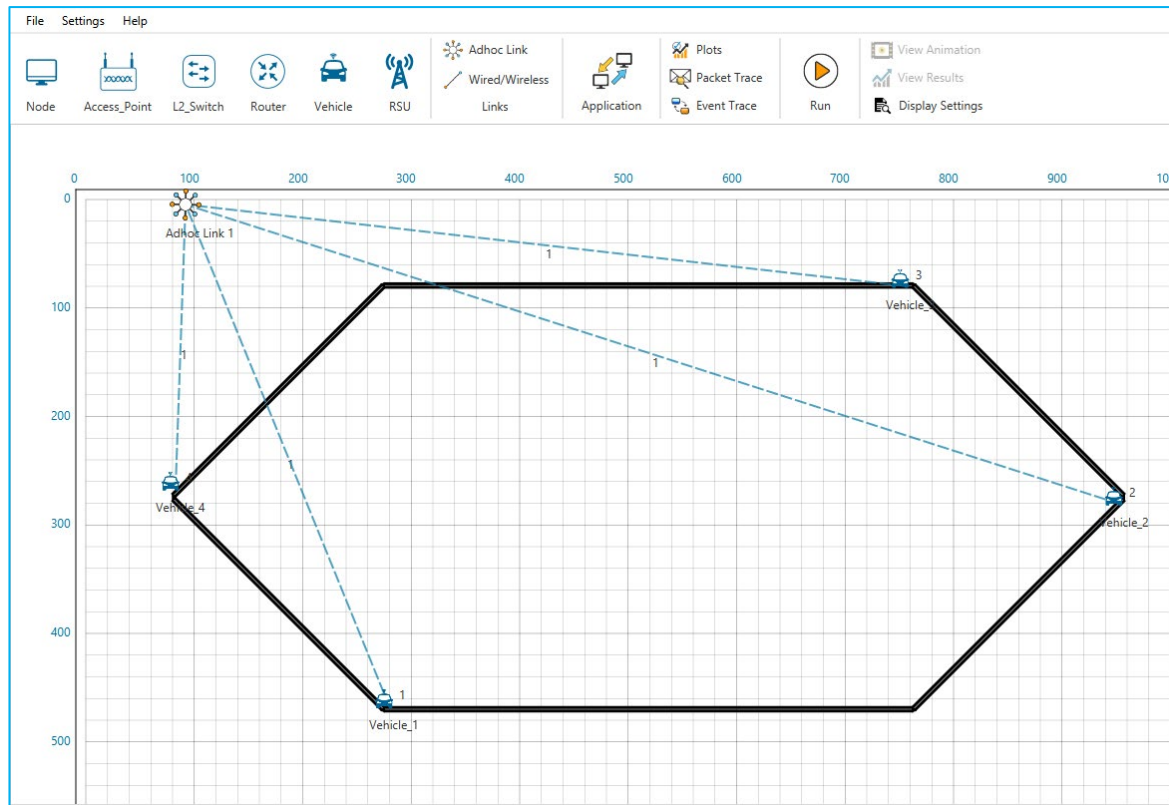 File Settings Help
Adhoc Link
Wired/Wireless
Links
Plots
Packet Trace
Event Trace
View Animation
View Results
Display Settings
Node Access_Point L2_Switch Router Vehicle RSU Application Run
0 100 200 300 400 500 600 700 800 900
0
Adhoc Link 1
1
3
Vehicle_
100
1
1
200
1
Vehicle_4
2
Vehicle_2
300
400
1
Vehicle_1
500